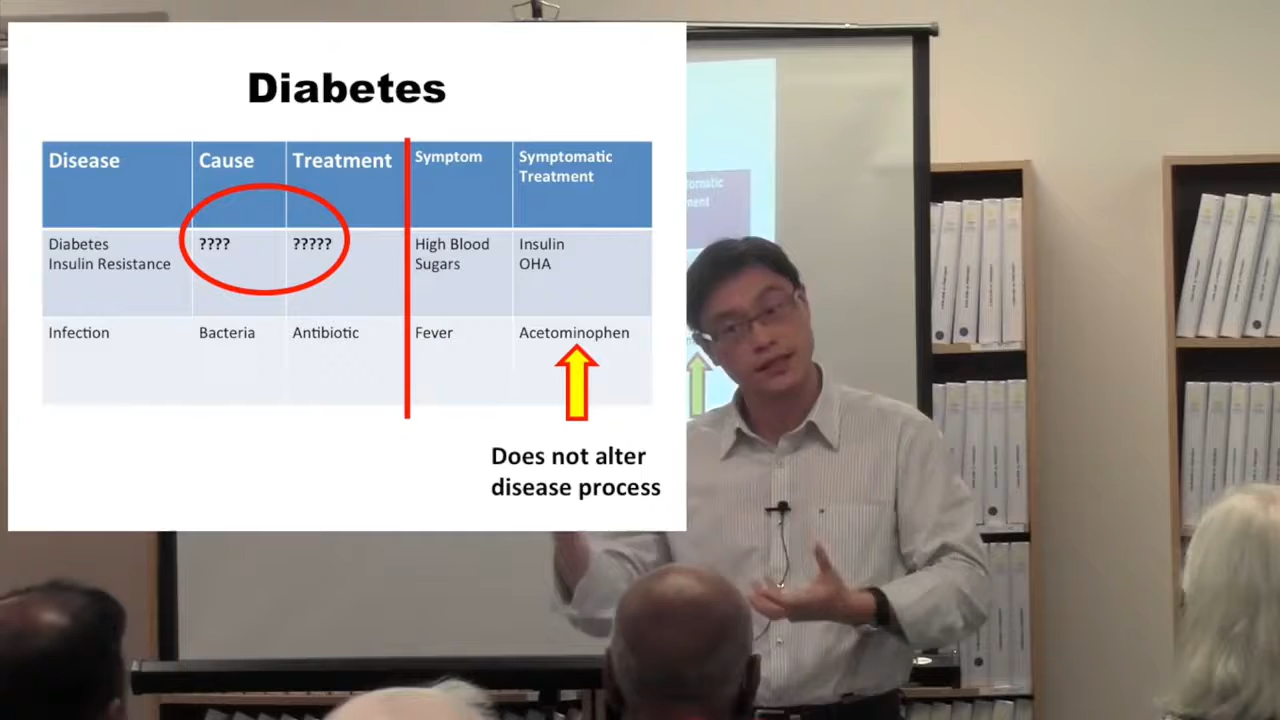 Diabetes
Disease Cause Treatment Symptom Symptomatic
Treatment
Diabetes ???? ????? High Blood Insulin
Insulin Resistance Sugars OHA
Infection Bacteria Antibiotic Fever Acetominophen
Does not alter
disease process